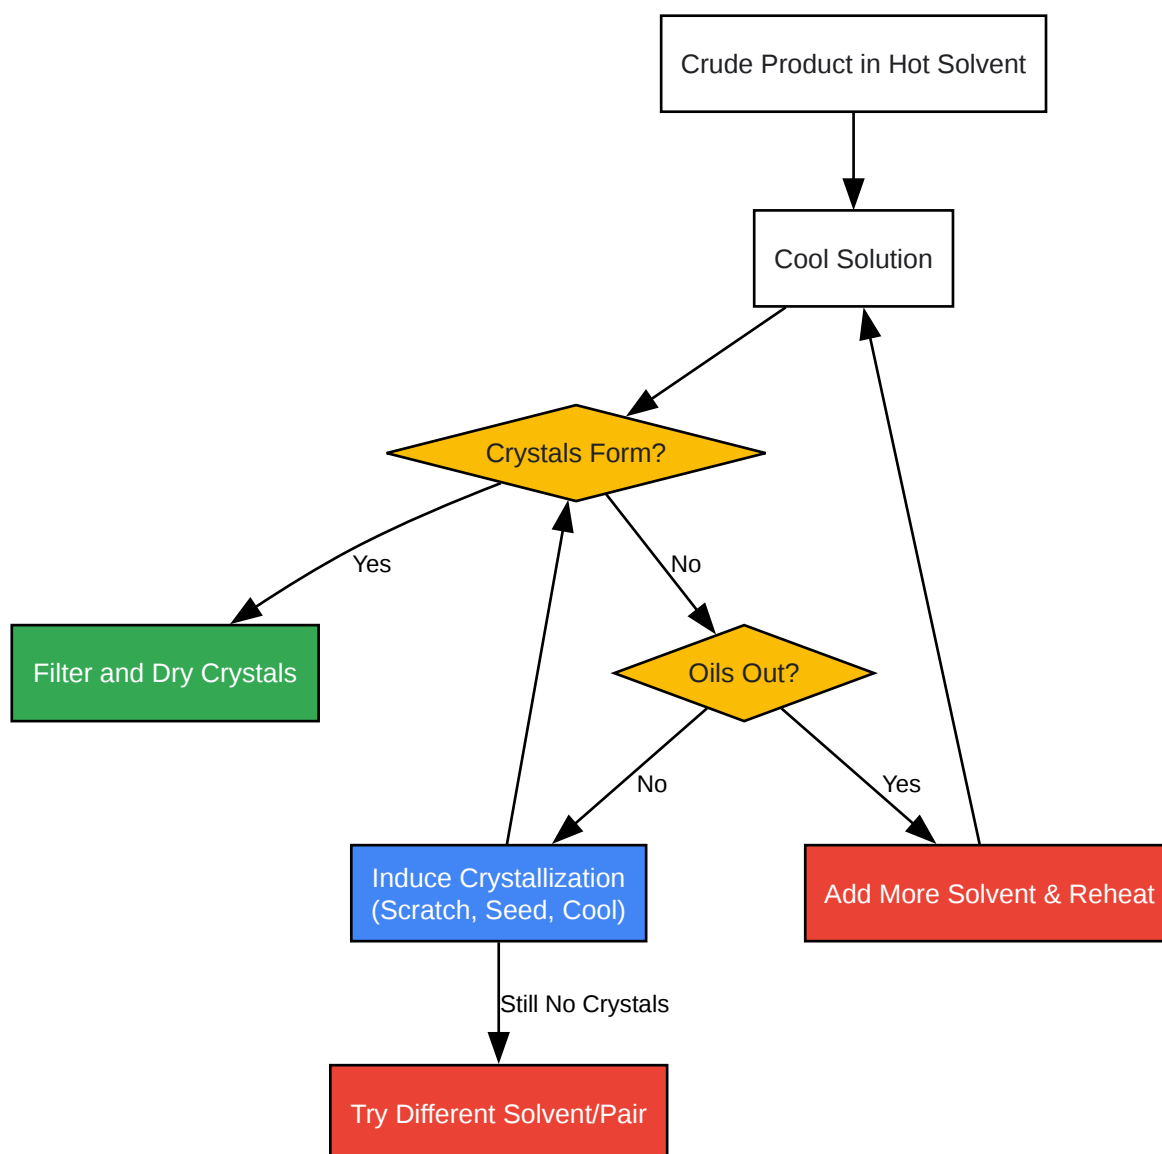 Crude Product in Hot Solvent
Cool Solution
Crystals Form?
Yes
No
Filter and Dry Crystals
Oils Out?
No
Yes
Induce Crystallization
(Scratch, Seed, Cool)
Add More Solvent & Reheat
Still No Crystals
Try Different Solvent/Pair